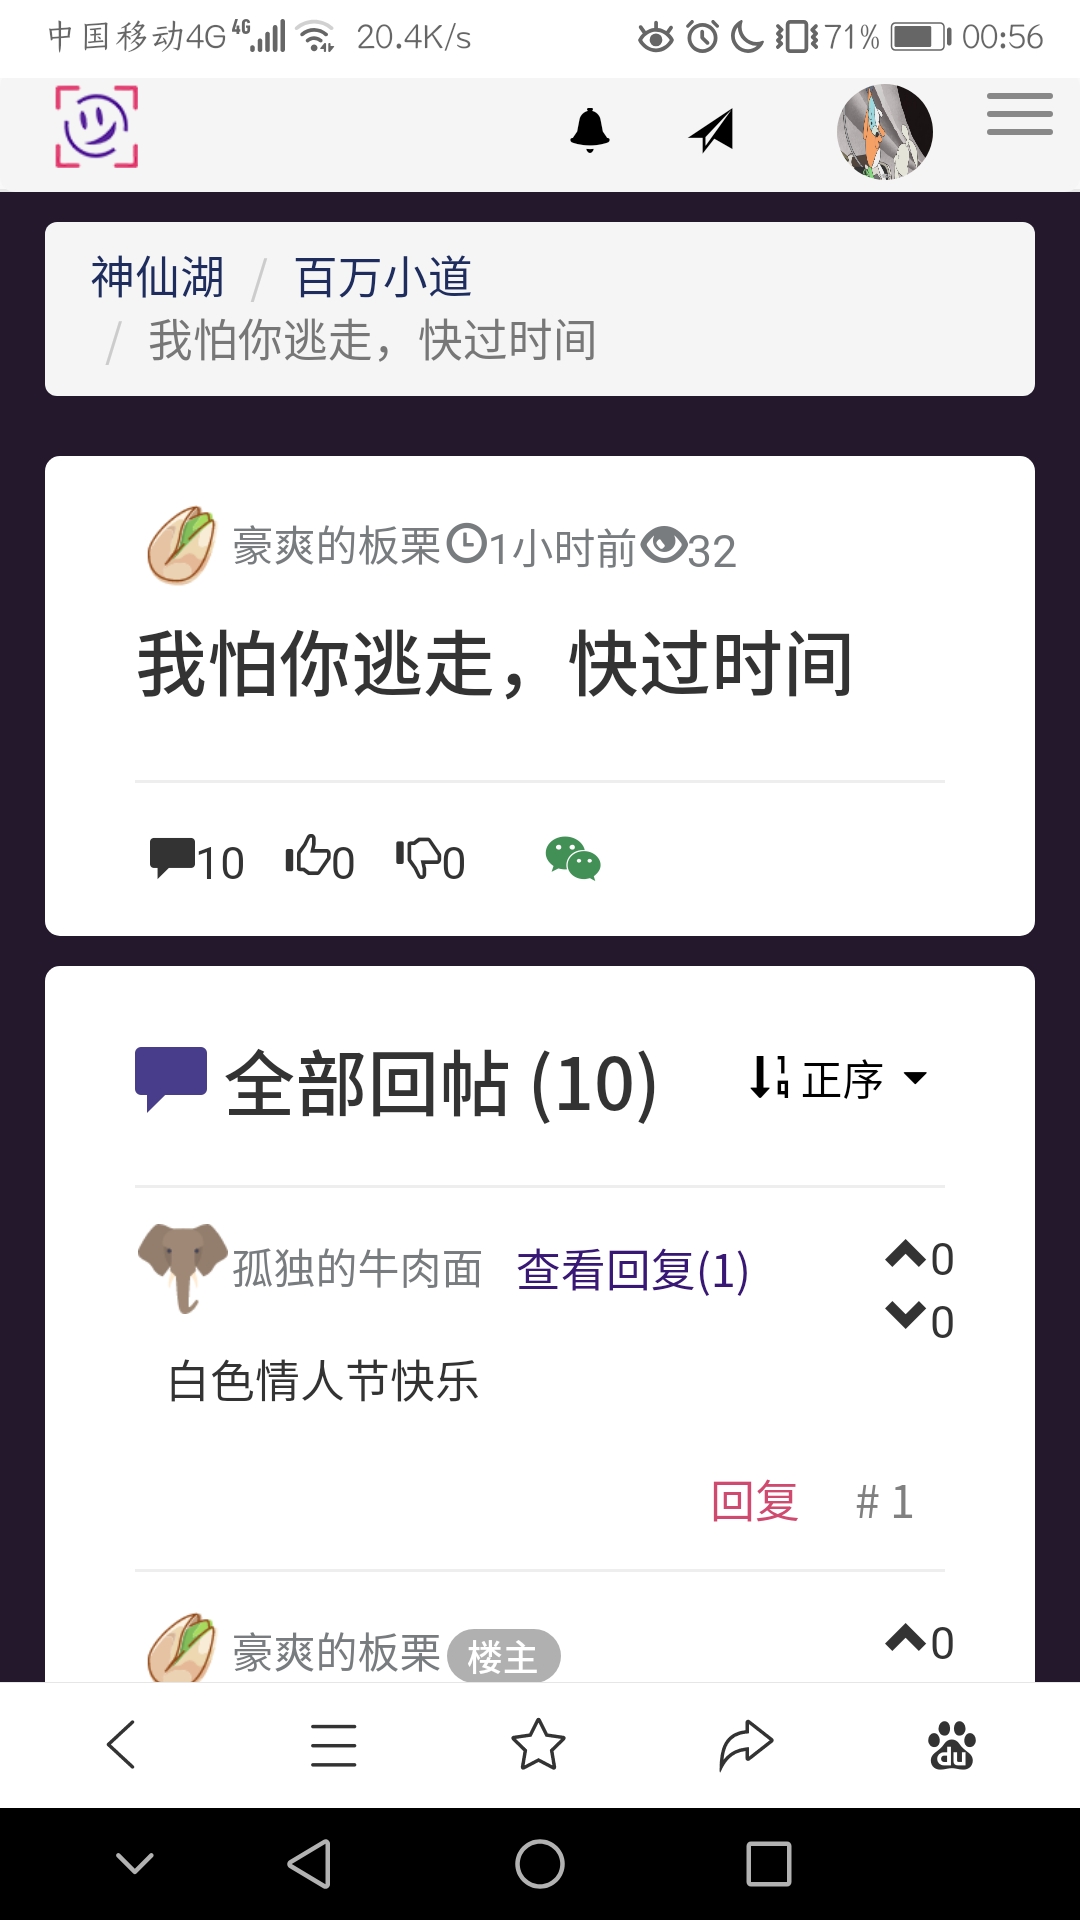 中国移动4G 4G 20.4K/s 71% 00:56
神仙湖 / 百万小道
/ 我怕你逃走，快过时间
豪爽的板栗 1小时前 32
我怕你逃走，快过时间
10 0 0
全部回帖 (10) 正序
孤独的牛肉面 查看回复(1) 0
0
白色情人节快乐
回复 # 1
豪爽的板栗 楼主 0
du